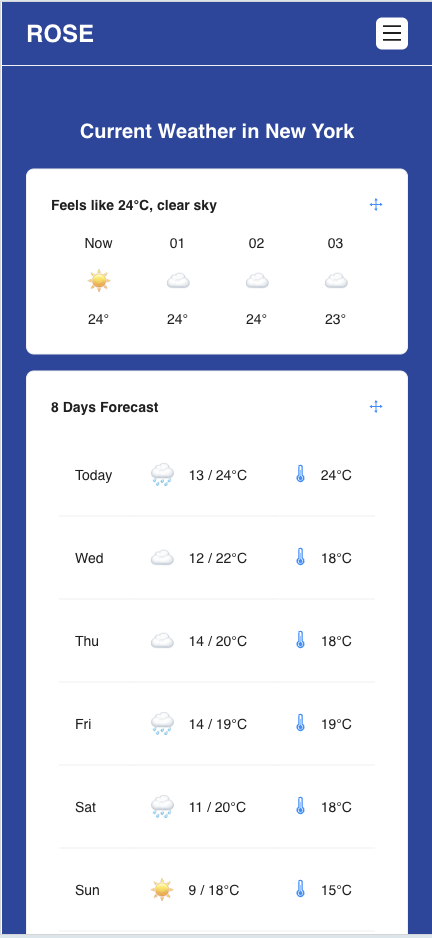 ROSE
Current Weather in New York
Feels like 24°C, clear sky
Now 01 02 03
24° 24° 24° 23°
8 Days Forecast
Today 13 / 24°C 24°C
Wed 12 / 22°C 18°C
Thu 14 / 20°C 18°C
Fri 14 / 19°C 19°C
Sat 11 / 20°C 18°C
Sun 9 / 18°C 15°C